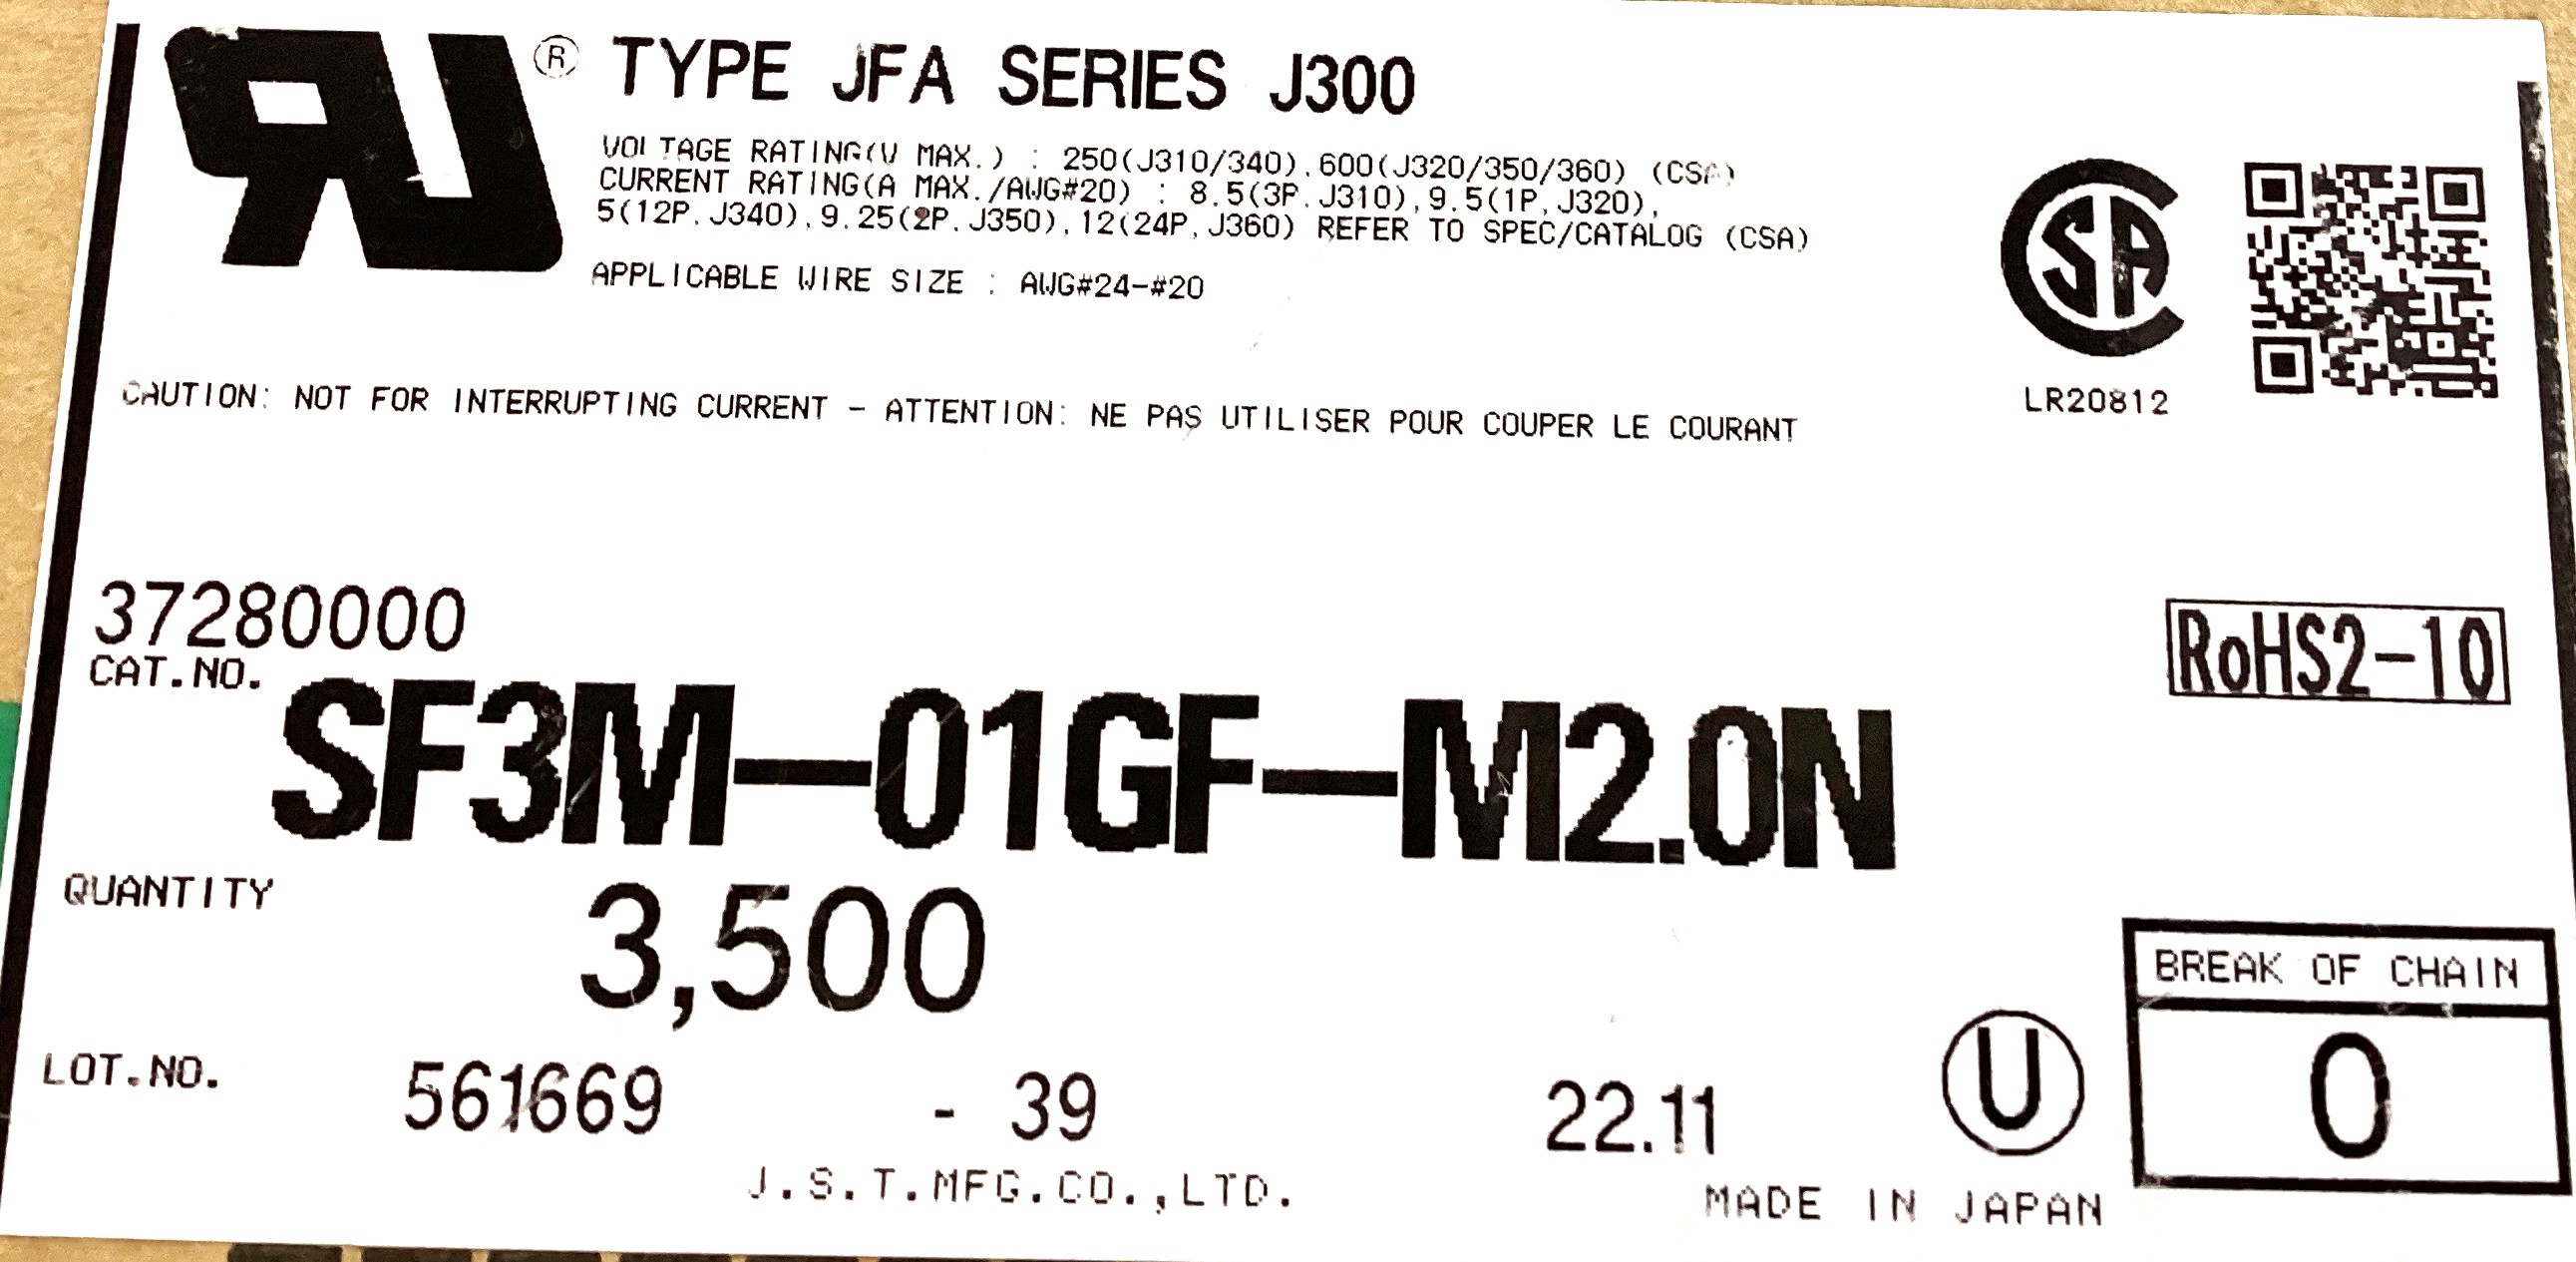 ® TYPE JFA SERIES J300
VOLTAGE RATING(V MAX.) : 250(J310/340),600(J320/350/360) (CSA)
CURRENT RATING(A MAX./AWG#20) : 8.5(3P,J310),9.5(1P,J320),
5(12P,J340),9.25(2P,J350),12(24P,J360) REFER TO SPEC/CATALOG (CSA)
APPLICABLE WIRE SIZE : AWG#24-#20
CSA
LR20812
CAUTION: NOT FOR INTERRUPTING CURRENT - ATTENTION: NE PAS UTILISER POUR COUPER LE COURANT
37280000
RoHS2-10
CAT.NO. SF3M-01GF-M2.0N
QUANTITY 3,500
BREAK OF CHAIN
0
LOT.NO. 561669 - 39 22.11 U
J.S.T.MFG.CO.,LTD.
MADE IN JAPAN